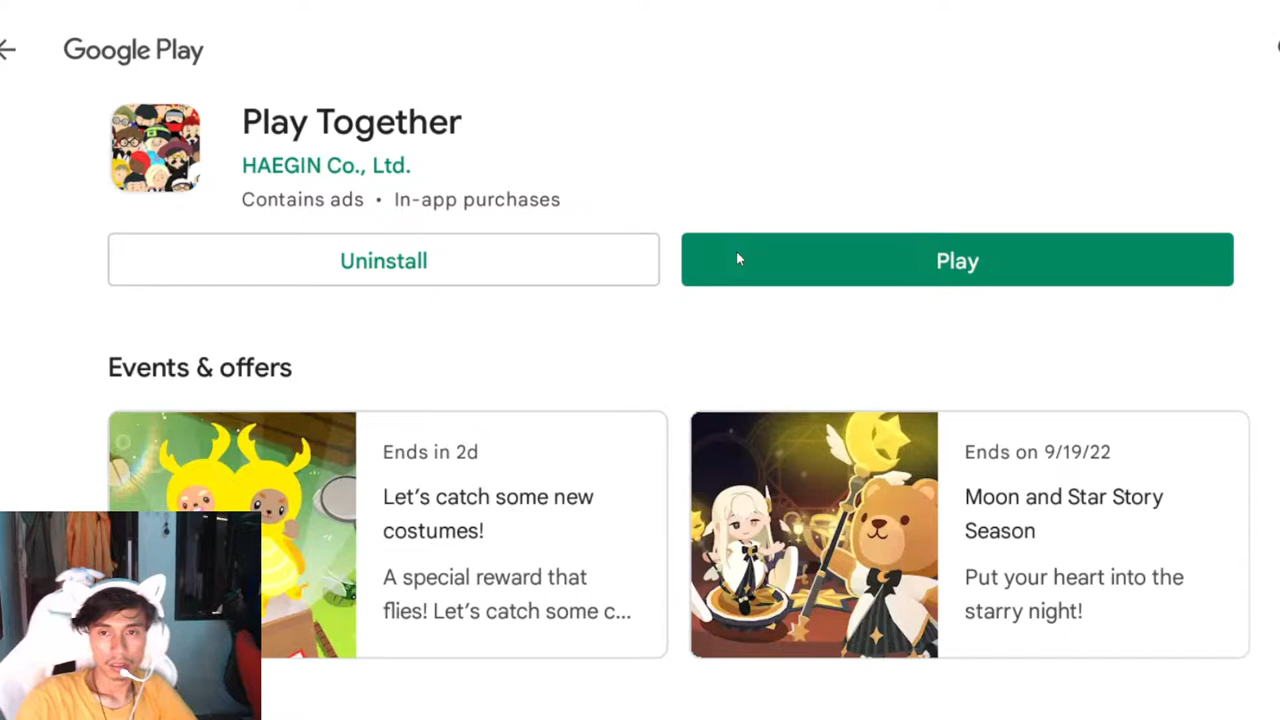 Google Play
Play Together
HAEGIN Co., Ltd.
Contains ads • In-app purchases
Uninstall
Play
Events & offers
Ends in 2d
Let's catch some new
costumes!
A special reward that
flies! Let's catch some c...
Ends on 9/19/22
Moon and Star Story
Season
Put your heart into the
starry night!